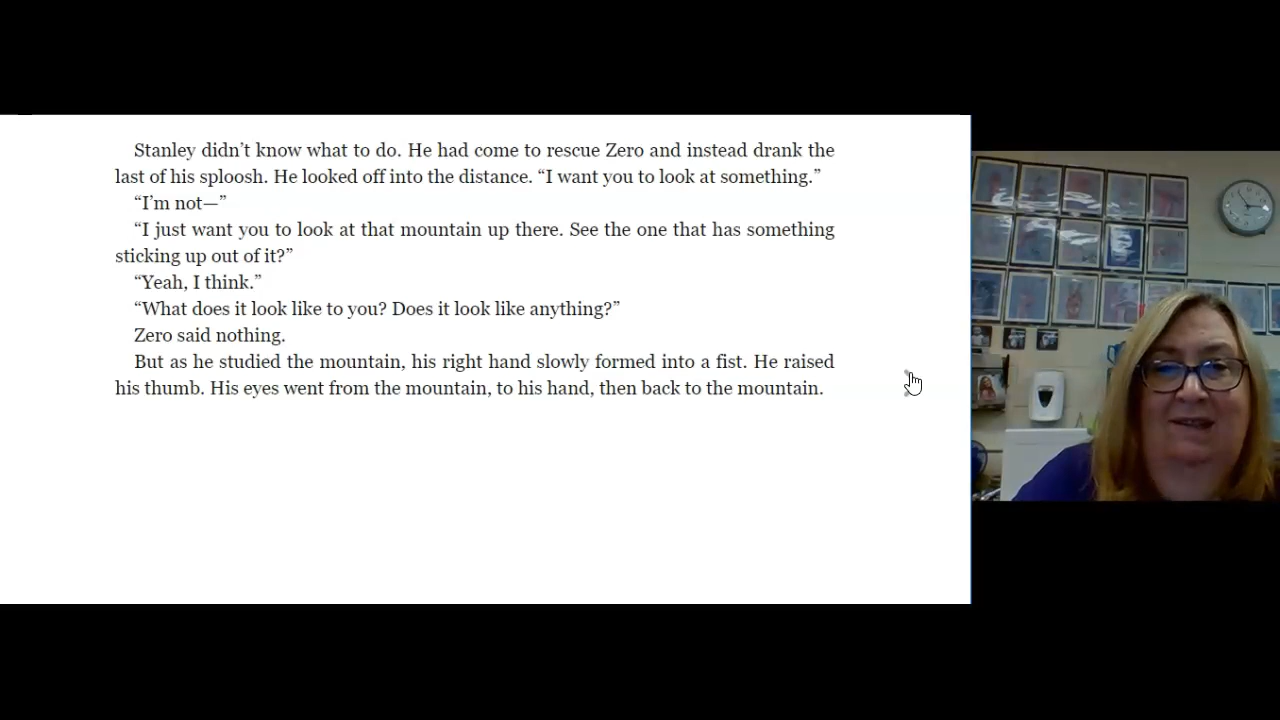 Stanley didn’t know what to do. He had come to rescue Zero and instead drank the
last of his sploosh. He looked off into the distance. “I want you to look at something.”
“I’m not—”
“I just want you to look at that mountain up there. See the one that has something
sticking up out of it?”
“Yeah, I think.”
“What does it look like to you? Does it look like anything?”
Zero said nothing.
But as he studied the mountain, his right hand slowly formed into a fist. He raised
his thumb. His eyes went from the mountain, to his hand, then back to the mountain.